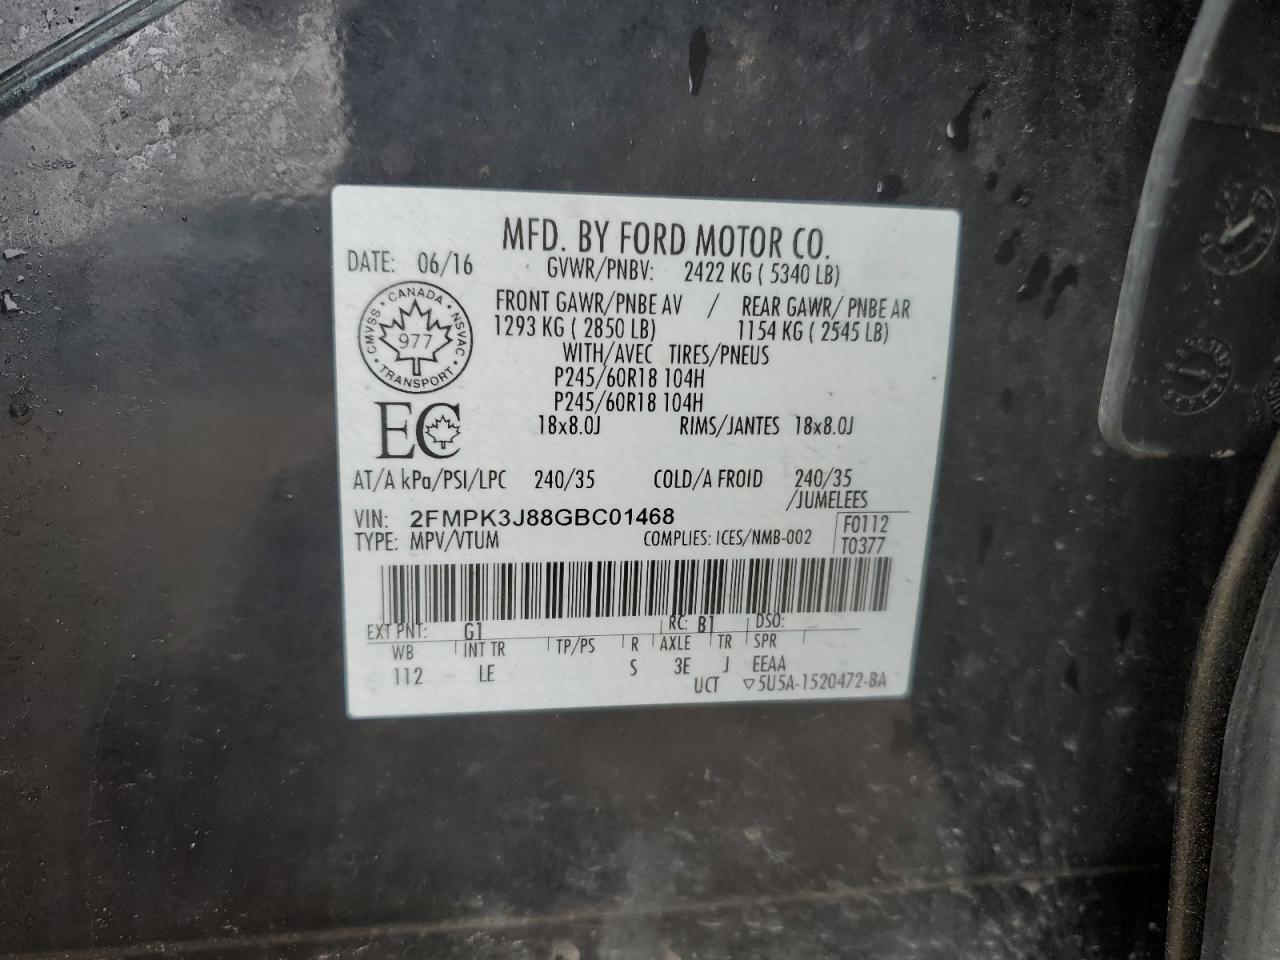 MFD. BY FORD MOTOR CO.
DATE: 06/16
GVWR/PNBV: 2422 KG ( 5340 LB)
FRONT GAWR/PNBE AV / REAR GAWR/ PNBE AR
1293 KG ( 2850 LB) 1154 KG ( 2545 LB)
CANADA • NSVAC • TRANSPORT • CMVSS •
977
WITH/AVEC TIRES/PNEUS
P245/60R18 104H
P245/60R18 104H
EC
18x8.0J RIMS/JANTES 18x8.0J
AT/A kPa/PSI/LPC 240/35 COLD/A FROID 240/35
/JUMELEES
VIN: 2FMPK3J88GBC01468 F0112
TYPE: MPV/VTUM COMPLIES: ICES/NMB-002 T0377
EXT PNT: G1 RC: B1 DSO:
WB INT TR TP/PS R AXLE TR SPR
112 LE S 3E J EEAA
UCT ▽5U5A-1520472-BA